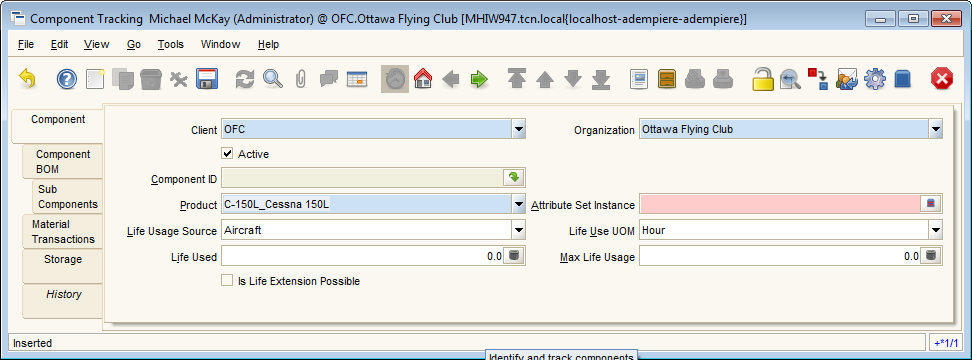 Component Tracking  Michael McKay (Administrator) @ OFC.Ottawa Flying Club [MHIW947.tcn.local{localhost-adempiere-adempiere}]
File Edit View Go Tools Window Help
Component
Client OFC Organization Ottawa Flying Club
Active
Component
BOM
Component ID
Sub
Components
Product C-150L_Cessna 150L Attribute Set Instance
Material
Transactions
Life Usage Source Aircraft Life Use UOM Hour
Storage
Life Used 0.0 Max Life Usage 0.0
Is Life Extension Possible
History
Inserted +*1/1
Identify and track components